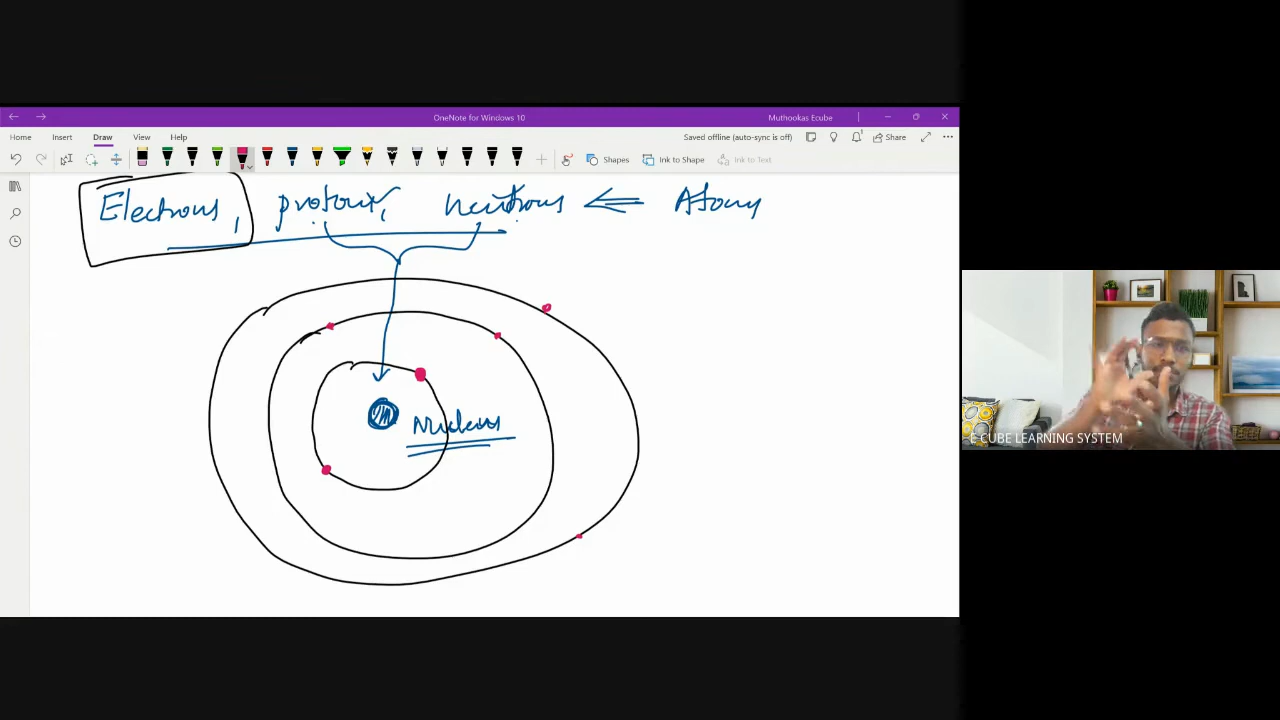 OneNote for Windows 10
Muthookas Ecube
Home Insert Draw View Help
Saved offline (auto-sync is off)
Share
Shapes
Ink to Shape
Ink to Text
Electrons, protons, neutrons ⇐ Atoms
Nucleus
E CUBE LEARNING SYSTEM